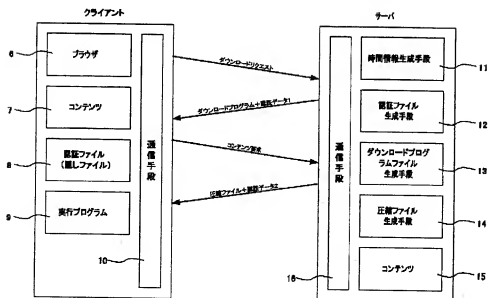 クライアント
サーバ
6
ブラウザ
7
コンテンツ
8
認証ファイル
(隠しファイル)
9
実行プログラム
通信手段
10
ダウンロードリクエスト
ダウンロードプログラム+認証データ1
コンテンツ要求
圧縮ファイル+認証データ2
通信手段
16
時間情報生成手段
11
認証ファイル
生成手段
12
ダウンロードプログ
ラムファイル
生成手段
13
圧縮ファイル
生成手段
14
コンテンツ
15